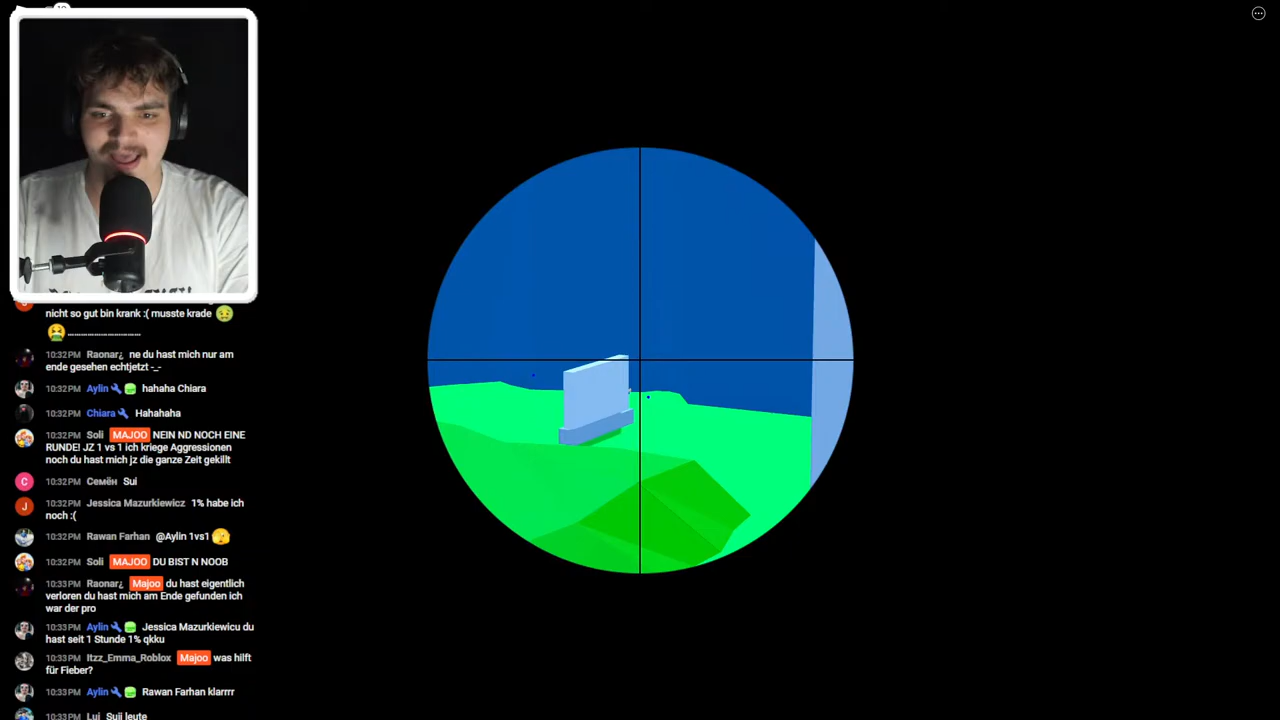 nicht so gut bin krank :( musste krade
10:32PM Raonar¿ ne du hast mich nur am
ende gesehen echtjetzt -_-
10:32PM Aylin hahaha Chiara
10:32PM Chiara Hahahaha
10:32PM Soli MAJOO NEIN ND NOCH EINE
RUNDE! JZ 1 vs 1 ich kriege Aggressionen
noch du hast mich jz die ganze Zeit gekillt
10:32PM Семён Sui
10:32PM Jessica Mazurkiewicz 1% habe ich
noch :(
10:32PM Rawan Farhan @Aylin 1vs1
10:32PM Soli MAJOO DU BIST N NOOB
10:33PM Raonar¿ Majoo du hast eigentlich
verloren du hast mich am Ende gefunden ich
war der pro
10:33PM Aylin Jessica Mazurkiewicu du
hast seit 1 Stunde 1% qkku
10:33PM Itzz_Emma_Roblox Majoo was hilft
für Fieber?
10:33PM Aylin Rawan Farhan klarrrr
10:33PM Lui Suii leute